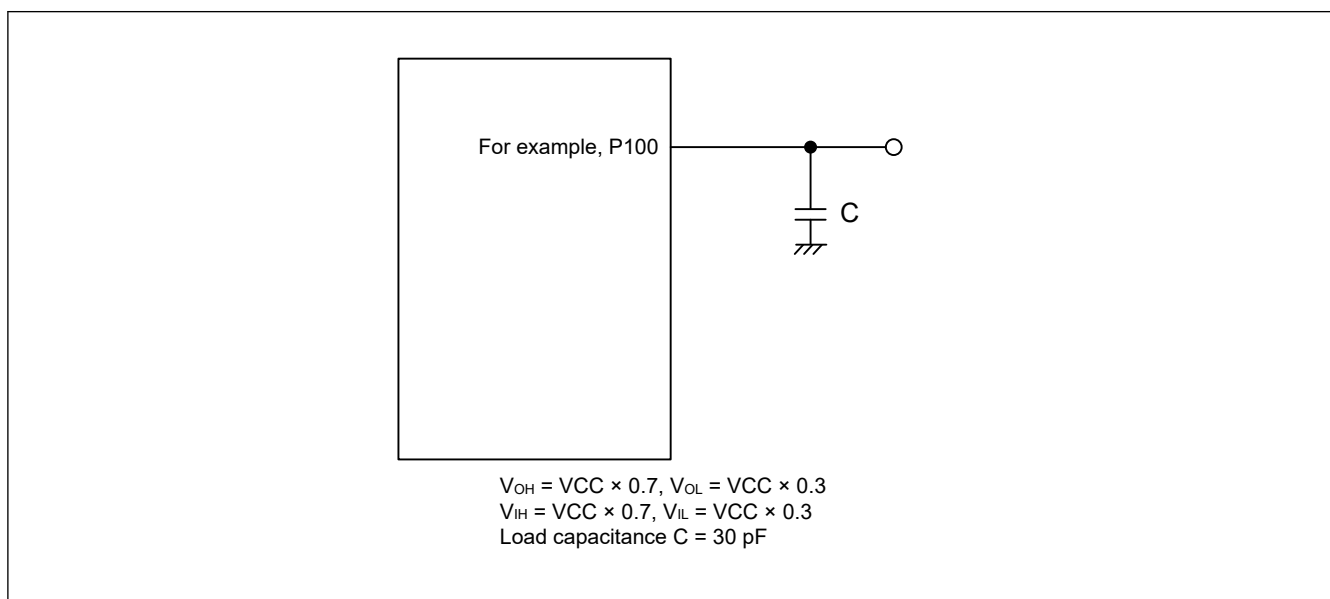 For example, P100
C
VOH = VCC × 0.7, VOL = VCC × 0.3
VIH = VCC × 0.7, VIL = VCC × 0.3
Load capacitance C = 30 pF